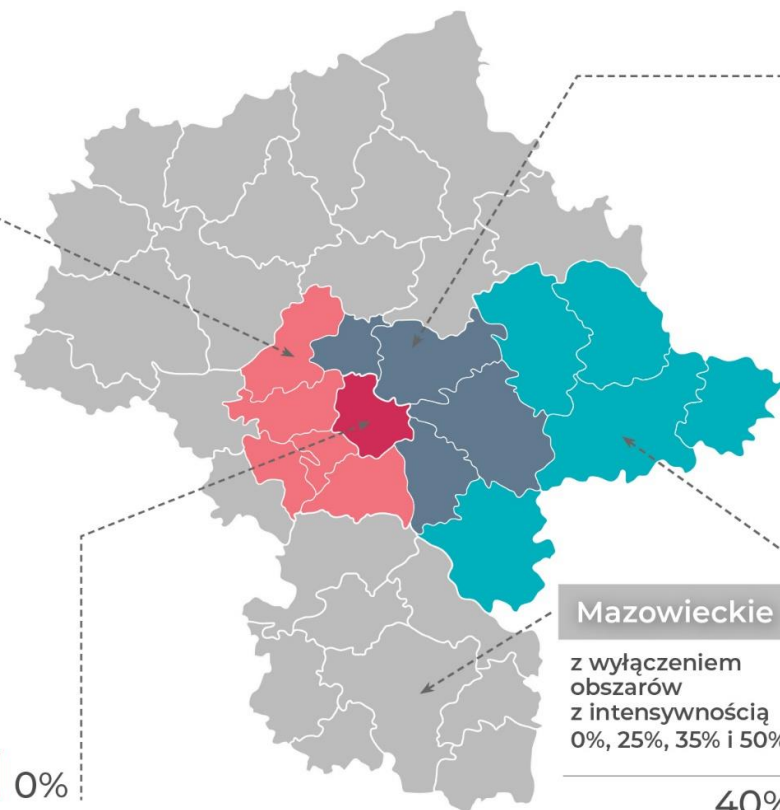 Mazowieckie
z wyłączeniem
obszarów
z intensywnością
0%, 25%, 35% i 50%
40%
0%